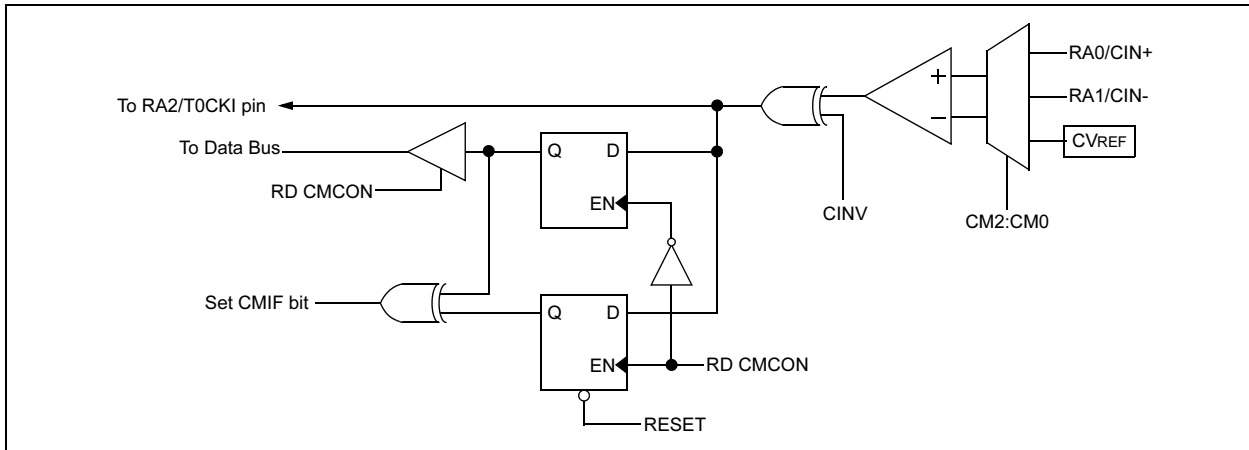 RA0/CIN+
To RA2/T0CKI pin
+
RA1/CIN-
To Data Bus
Q D
−
CVREF
RD CMCON
EN
CINV
CM2:CM0
Set CMIF bit
Q D
EN
RD CMCON
RESET